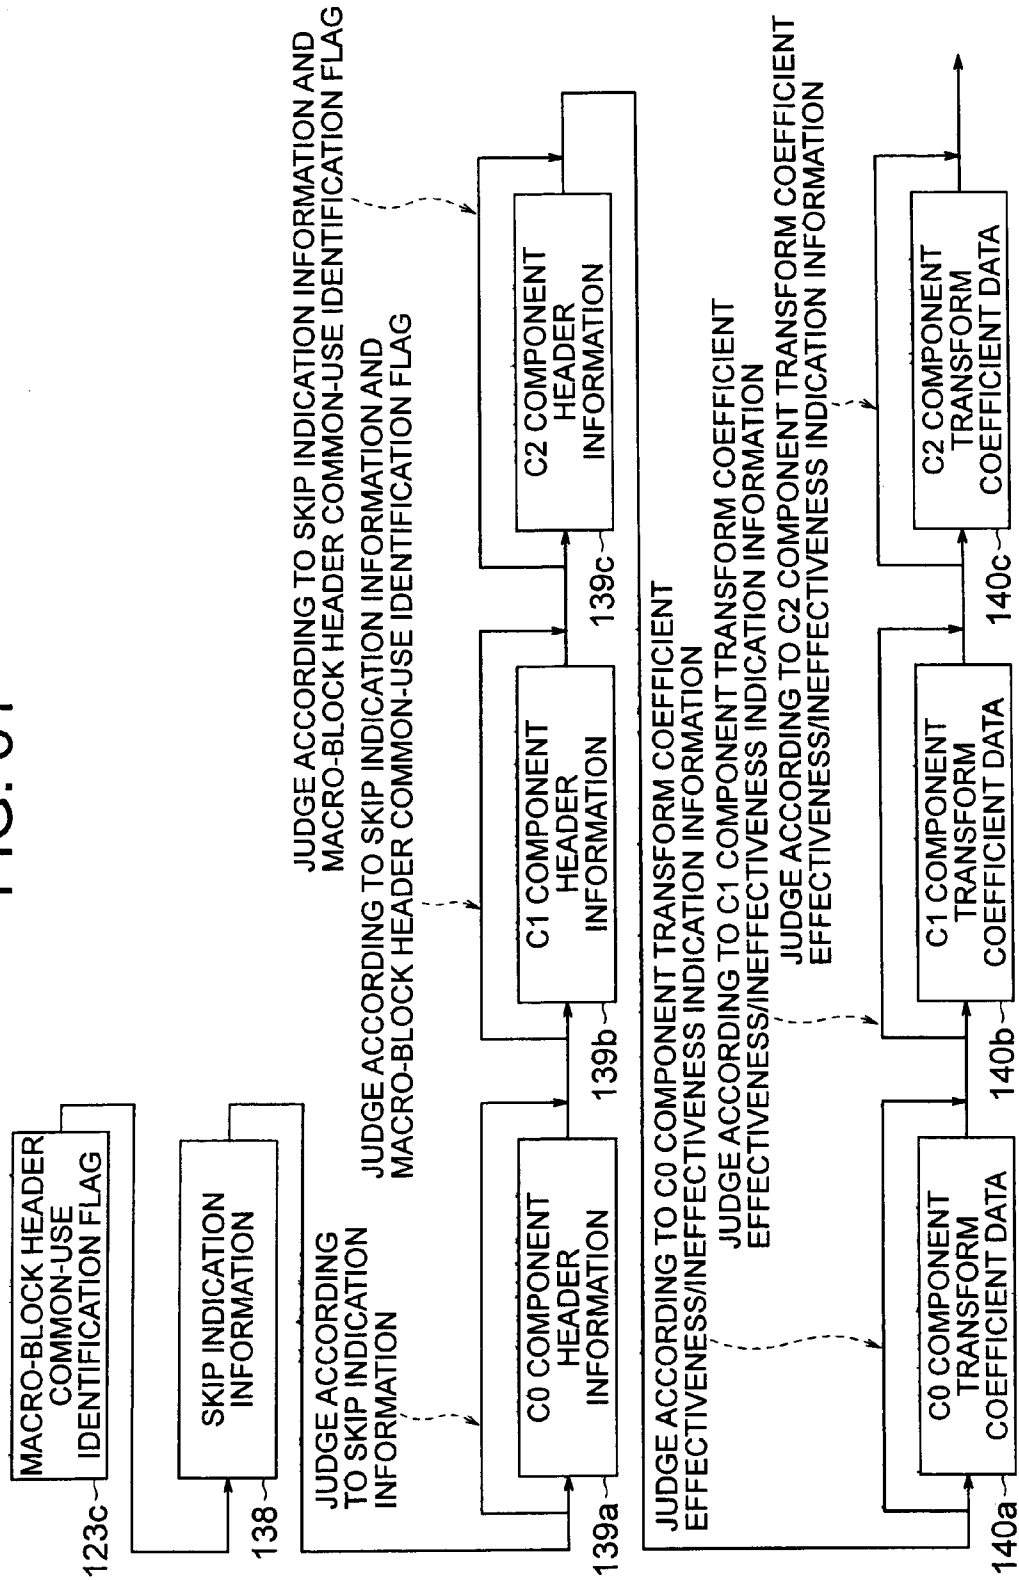 MACRO-BLOCK HEADER
COMMON-USE
IDENTIFICATION FLAG
123c
SKIP INDICATION
INFORMATION
138
JUDGE ACCORDING
TO SKIP INDICATION
INFORMATION
JUDGE ACCORDING TO SKIP INDICATION INFORMATION AND
MACRO-BLOCK HEADER COMMON-USE IDENTIFICATION FLAG
JUDGE ACCORDING TO SKIP INDICATION INFORMATION AND
MACRO-BLOCK HEADER COMMON-USE IDENTIFICATION FLAG
C0 COMPONENT
HEADER
INFORMATION
139a
C1 COMPONENT
HEADER
INFORMATION
139b
C2 COMPONENT
HEADER
INFORMATION
139c
JUDGE ACCORDING TO C0 COMPONENT TRANSFORM COEFFICIENT
EFFECTIVENESS/INEFFECTIVENESS INDICATION INFORMATION
JUDGE ACCORDING TO C1 COMPONENT TRANSFORM COEFFICIENT
EFFECTIVENESS/INEFFECTIVENESS INDICATION INFORMATION
JUDGE ACCORDING TO C2 COMPONENT TRANSFORM COEFFICIENT
EFFECTIVENESS/INEFFECTIVENESS INDICATION INFORMATION
C0 COMPONENT
TRANSFORM
COEFFICIENT DATA
140a
C1 COMPONENT
TRANSFORM
COEFFICIENT DATA
140b
C2 COMPONENT
TRANSFORM
COEFFICIENT DATA
140c